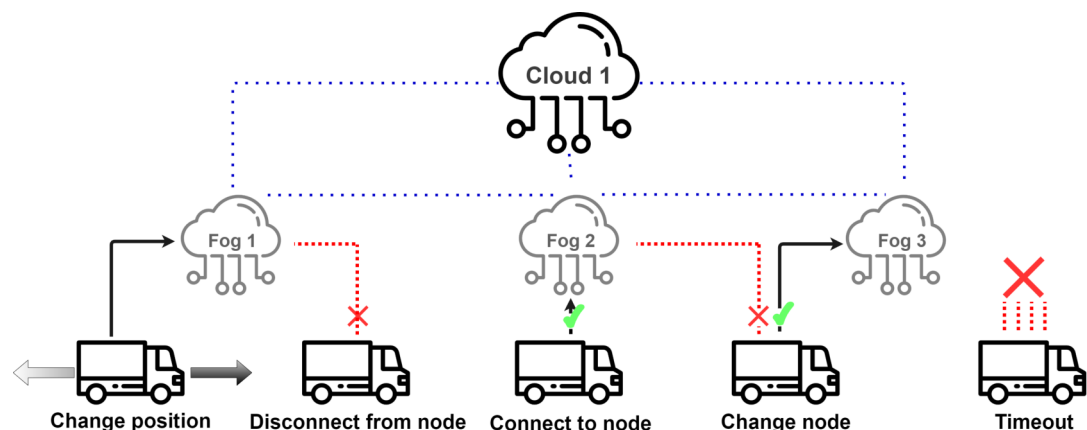 Cloud 1
Fog 1
Fog 2
Fog 3
Change position
Disconnect from node
Connect to node
Change node
Timeout